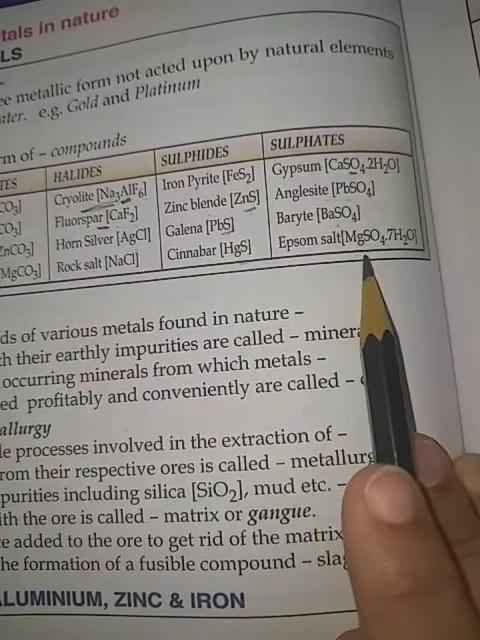 tals in nature
LS
ee metallic form not acted upon by natural elements
ater. e.g. Gold and Platinum
rm of – compounds
TES HALIDES SULPHIDES SULPHATES
CO₃] Cryolite [Na₃AlF₆] Iron Pyrite [FeS₂] Gypsum [CaSO₄.2H₂O]
CO₃] Fluorspar [CaF₂] Zinc blende [ZnS] Anglesite [PbSO₄]
ZnCO₃] Horn Silver [AgCl] Galena [PbS] Baryte [BaSO₄]
[MgCO₃] Rock salt [NaCl] Cinnabar [HgS] Epsom salt[MgSO₄.7H₂O]
ds of various metals found in nature –
h their earthly impurities are called – minera
occurring minerals from which metals –
ed profitably and conveniently are called –
allurgy
le processes involved in the extraction of –
rom their respective ores is called – metallurg
purities including silica [SiO₂], mud etc. –
ith the ore is called – matrix or gangue.
e added to the ore to get rid of the matrix
the formation of a fusible compound – slag
ALUMINIUM, ZINC & IRON